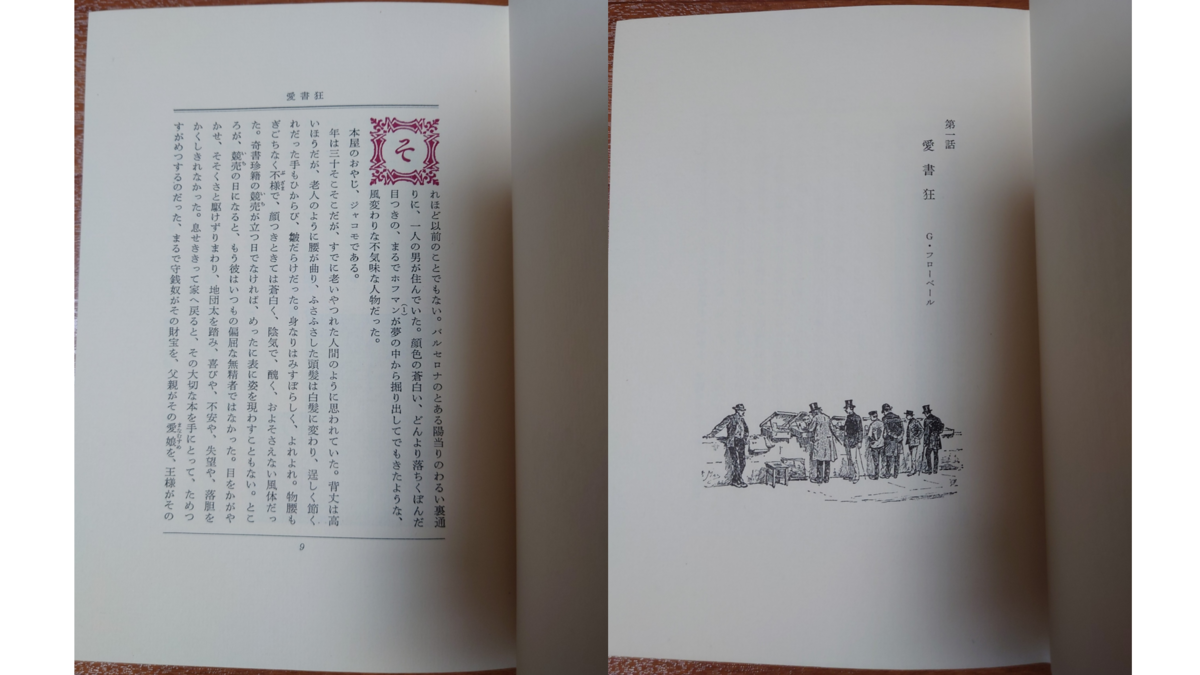 第一話
愛書狂
G・フローベール
愛書狂
そ
れほど以前のことでもない。バルセロナのとある陽当りのわるい裏通
りに、一人の男が住んでいた。顔色の蒼白い、どんより落ちくぼんだ
目つきの、まるでホフマン(1)が夢の中から掘り出してでもきたような、
風変わりな不気味な人物だった。
本屋のおやじ、ジャコモである。
年は三十そこそこだが、すでに老いやつれた人間のように思われていた。背丈は高
いほうだが、老人のように腰が曲り、ふさふさした頭髪は白髪に変わり、逞しく節く
れだった手もひからび、皺だらけだった。身なりはみすぼらしく、よれよれ。物腰も
ぎごちなく不様で、顔つきときては蒼白く、陰気で、醜く、およそさえない風体だっ
た。奇書珍籍の競売が立つ日でなければ、めったに表に姿を現わすこともない。とこ
ろが、競売の日になると、もう彼はいつもの偏屈な無精者ではなかった。目をかがや
かせ、そそくさと駆けずりまわり、地団太を踏み、喜びや、不安や、失望や、落胆を
かくしきれなかった。息せききって家へ戻ると、その大切な本を手にとって、ためつ
すがめつするのだった、まるで守銭奴がその財宝を、父親がその愛娘を、王様がその
9